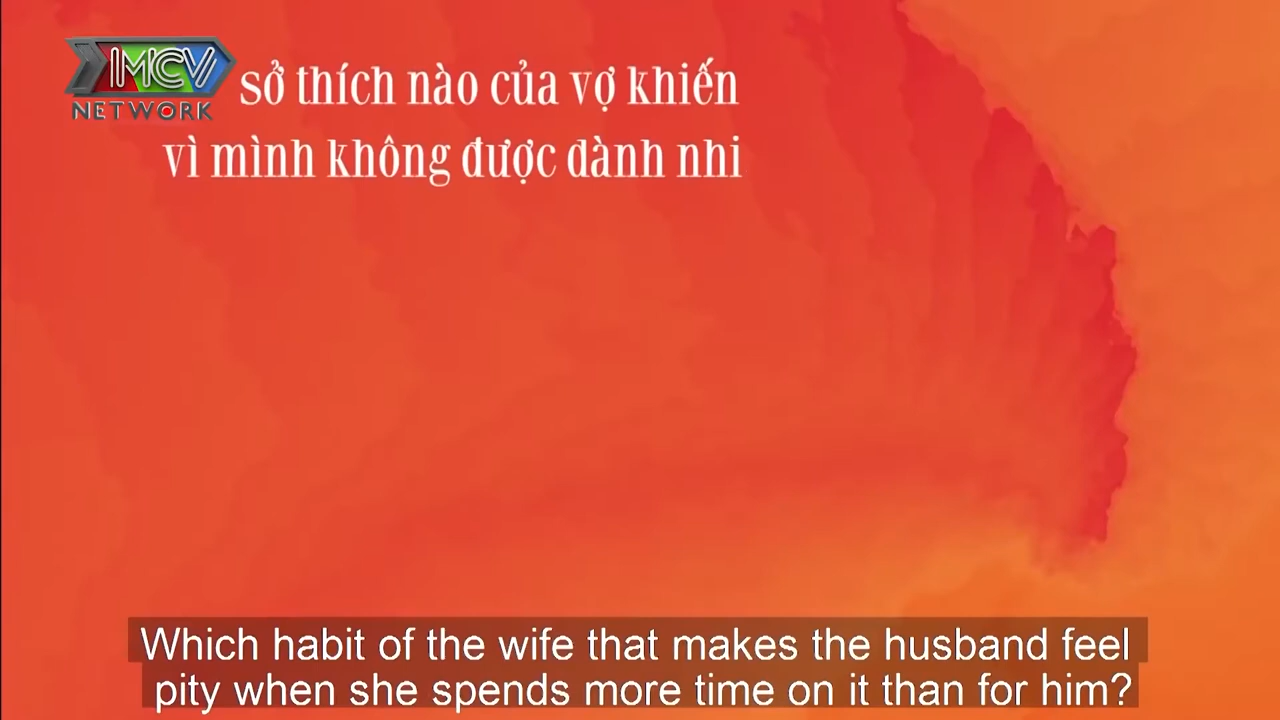 MCV
NETWORK
sở thích nào của vợ khiến
vì mình không được dành nhi
Which habit of the wife that makes the husband feel
pity when she spends more time on it than for him?